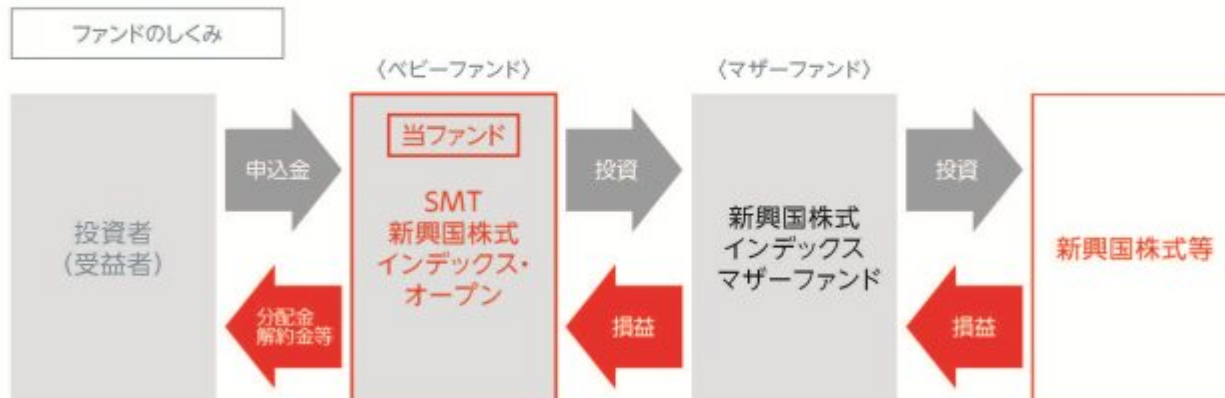 ファンドのしくみ
〈ベビーファンド〉
〈マザーファンド〉
投資者
（受益者）
申込金
分配金
解約金等
当ファンド
SMT
新興国株式
インデックス・
オープン
投資
損益
新興国株式
インデックス
マザーファンド
投資
損益
新興国株式等